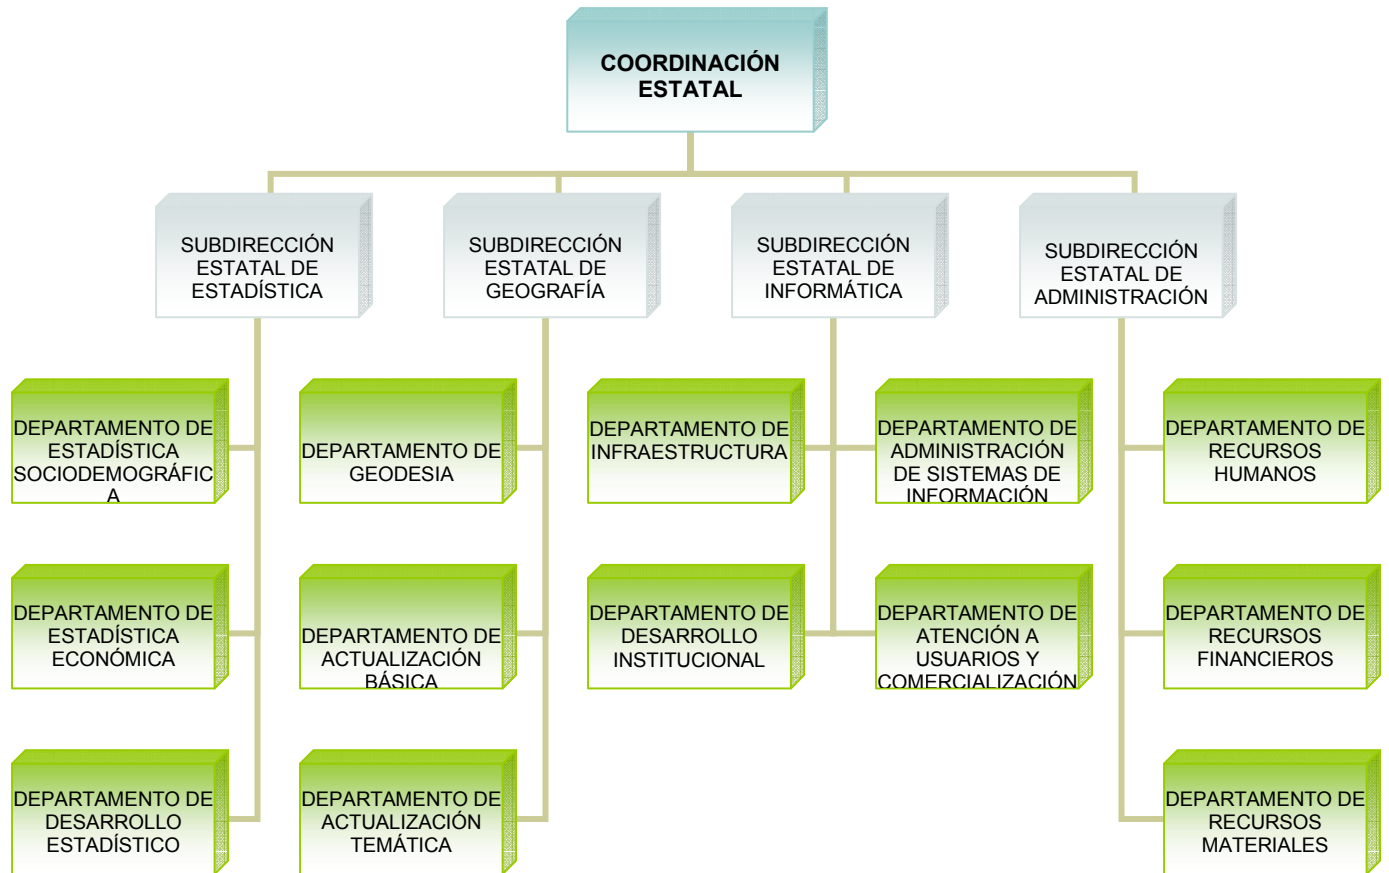 COORDINACIÓN
ESTATAL
SUBDIRECCIÓN
ESTATAL DE
ESTADÍSTICA
SUBDIRECCIÓN
ESTATAL DE
GEOGRAFÍA
SUBDIRECCIÓN
ESTATAL DE
INFORMÁTICA
SUBDIRECCIÓN
ESTATAL DE
ADMINISTRACIÓN
DEPARTAMENTO DE
ESTADÍSTICA
SOCIODEMOGRÁFIC
A
DEPARTAMENTO DE
GEODESIA
DEPARTAMENTO DE
INFRAESTRUCTURA
DEPARTAMENTO DE
ADMINISTRACIÓN
DE SISTEMAS DE
INFORMACIÓN
DEPARTAMENTO DE
RECURSOS
HUMANOS
DEPARTAMENTO DE
ESTADÍSTICA
ECONÓMICA
DEPARTAMENTO DE
ACTUALIZACIÓN
BÁSICA
DEPARTAMENTO DE
DESARROLLO
INSTITUCIONAL
DEPARTAMENTO DE
ATENCIÓN A
USUARIOS Y
COMERCIALIZACIÓN
DEPARTAMENTO DE
RECURSOS
FINANCIEROS
DEPARTAMENTO DE
DESARROLLO
ESTADÍSTICO
DEPARTAMENTO DE
ACTUALIZACIÓN
TEMÁTICA
DEPARTAMENTO DE
RECURSOS
MATERIALES